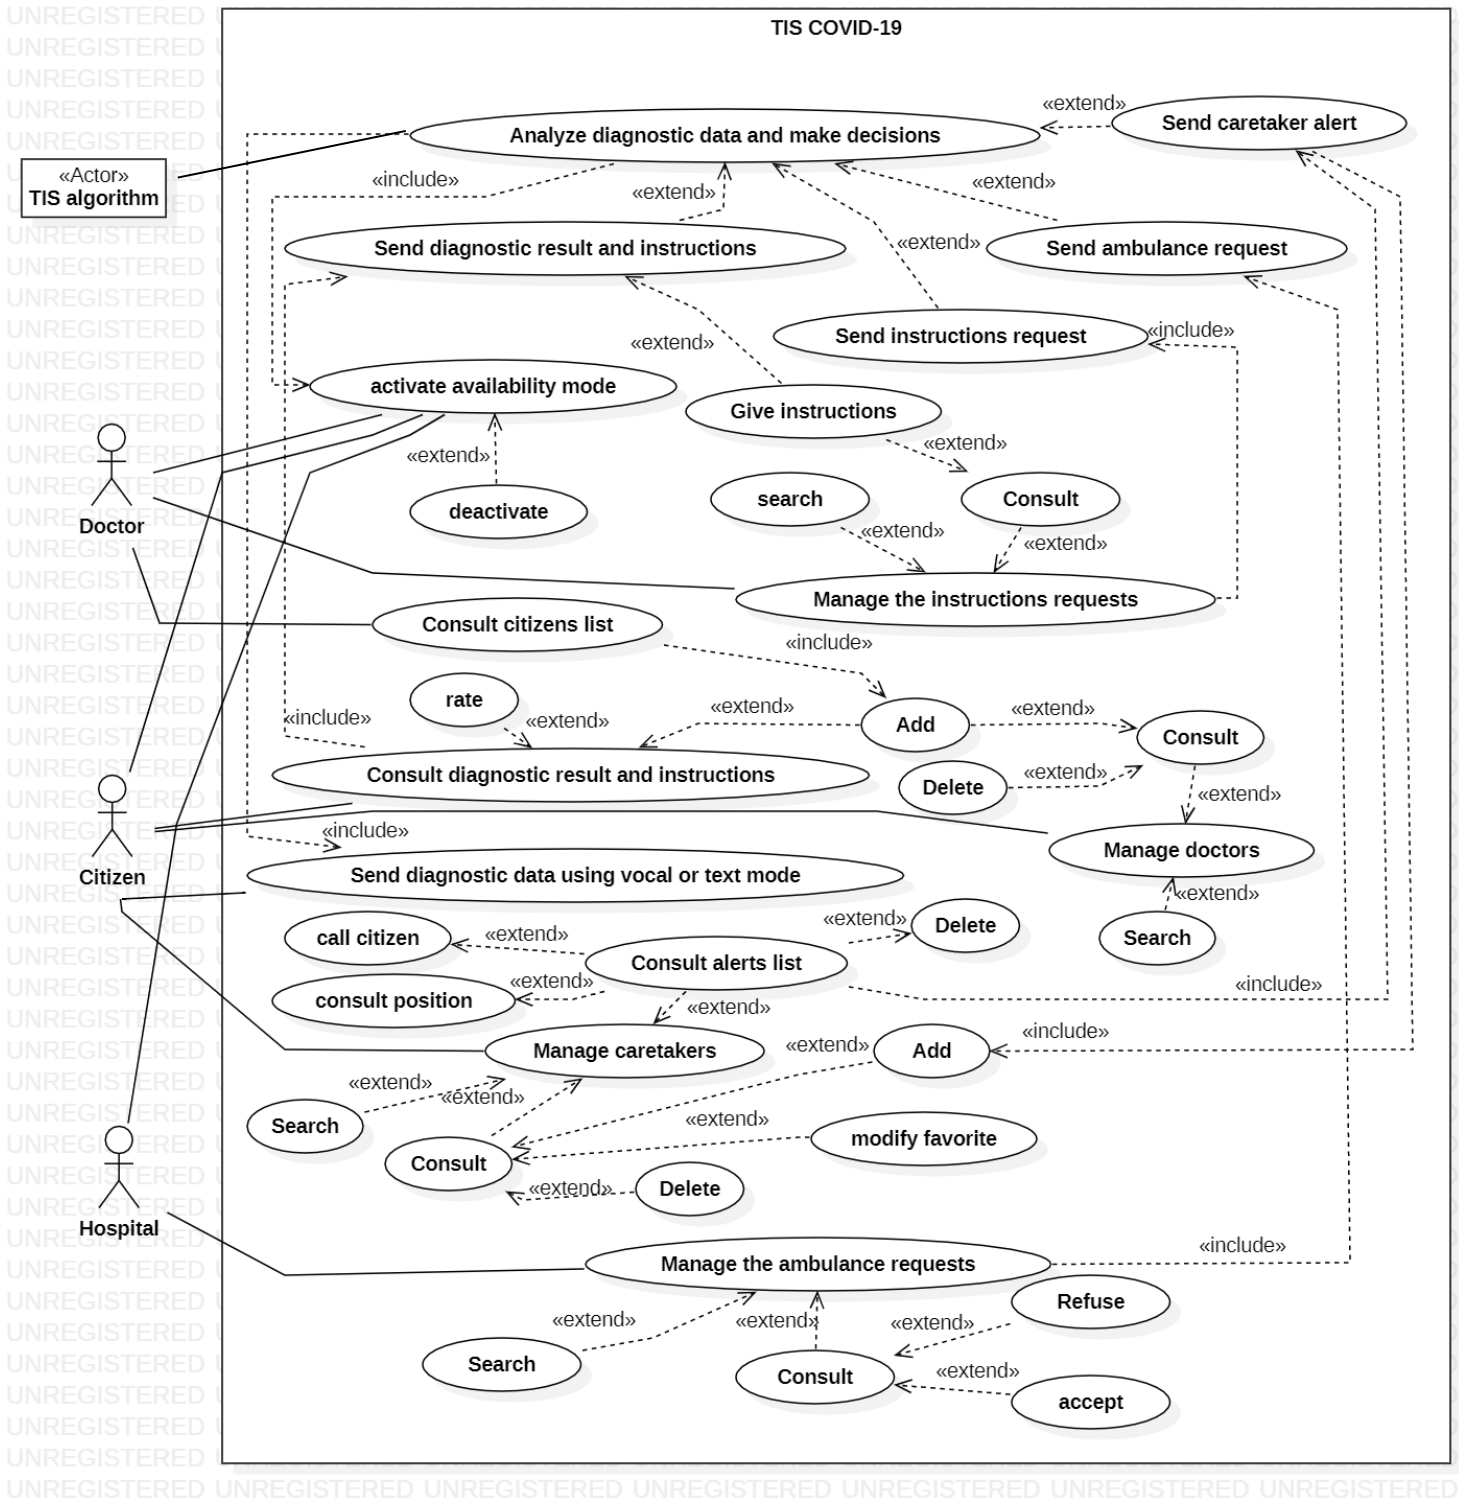 TIS COVID-19
«extend»
Send caretaker alert
Analyze diagnostic data and make decisions
«Actor»
TIS algorithm
«include»
«extend»
«extend»
Send diagnostic result and instructions
«extend»
Send ambulance request
Send instructions request
«include»
«extend»
activate availability mode
Give instructions
«extend»
«extend»
deactivate
search
Consult
Doctor
«extend»
«extend»
Manage the instructions requests
Consult citizens list
«include»
rate
«extend»
«extend»
«include»
«extend»
Add
Consult
Consult diagnostic result and instructions
«extend»
Delete
«extend»
«include»
Manage doctors
Citizen
Send diagnostic data using vocal or text mode
«extend»
call citizen
«extend»
«extend»
Delete
Search
Consult alerts list
consult position
«extend»
«extend»
«include»
Manage caretakers
«extend»
Add
«include»
«extend»
«extend»
Search
«extend»
modify favorite
Consult
«extend»
Delete
Hospital
Manage the ambulance requests
«include»
Refuse
«extend»
«extend»
«extend»
Search
Consult
«extend»
accept
UNREGISTERED UNREGISTERED UNREGISTERED UNREGISTERED UNREGISTERED UNREGISTERED UNREGISTERED